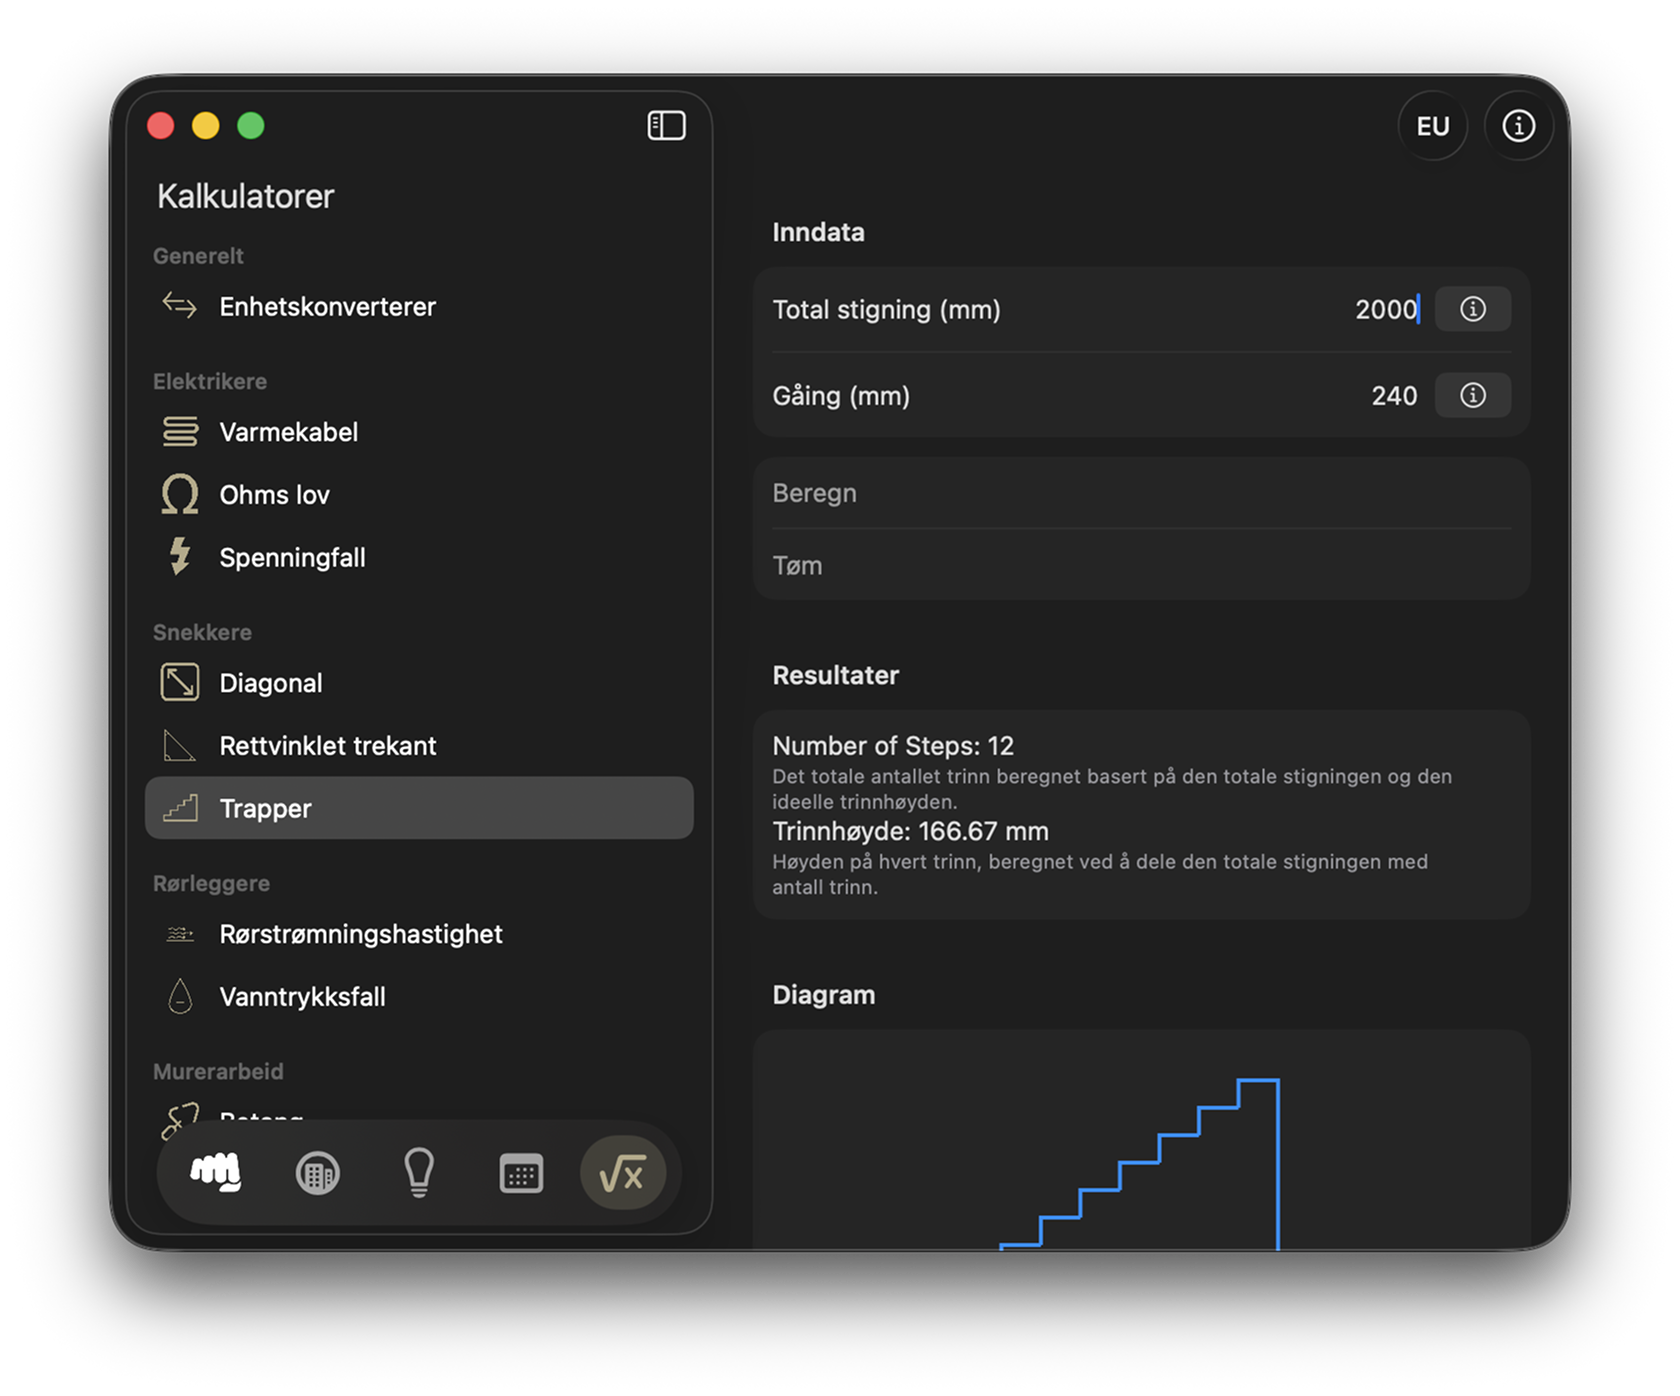 EU
Kalkulatorer
Generelt
Enhetskonverterer
Elektrikere
Varmekabel
Ohms lov
Spenningfall
Snekkere
Diagonal
Rettvinklet trekant
Trapper
Rørleggere
Rørstrømningshastighet
Vanntrykksfall
Murerarbeid
√x
Inndata
Total stigning (mm) 2000
Gåing (mm) 240
Beregn
Tøm
Resultater
Number of Steps: 12
Det totale antallet trinn beregnet basert på den totale stigningen og den
ideelle trinnhøyden.
Trinnhøyde: 166.67 mm
Høyden på hvert trinn, beregnet ved å dele den totale stigningen med
antall trinn.
Diagram